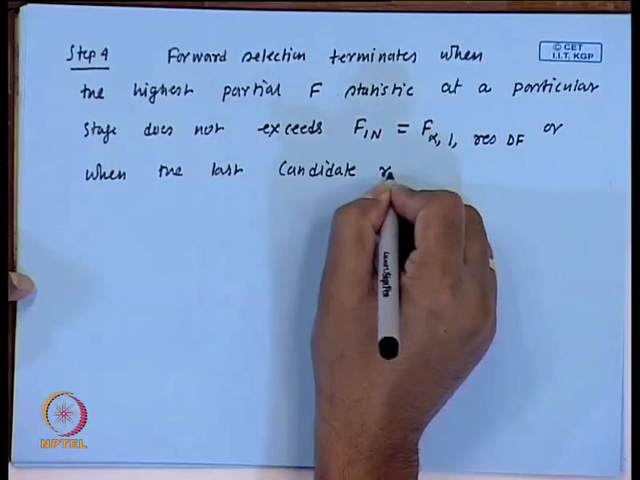 Step 4 Forward selection terminates when
the highest partial F statistic at a particular
stage does not exceeds F_IN = F_α, 1, res DF or
when the last candidate r
© CET
I.I.T. KGP
NPTEL